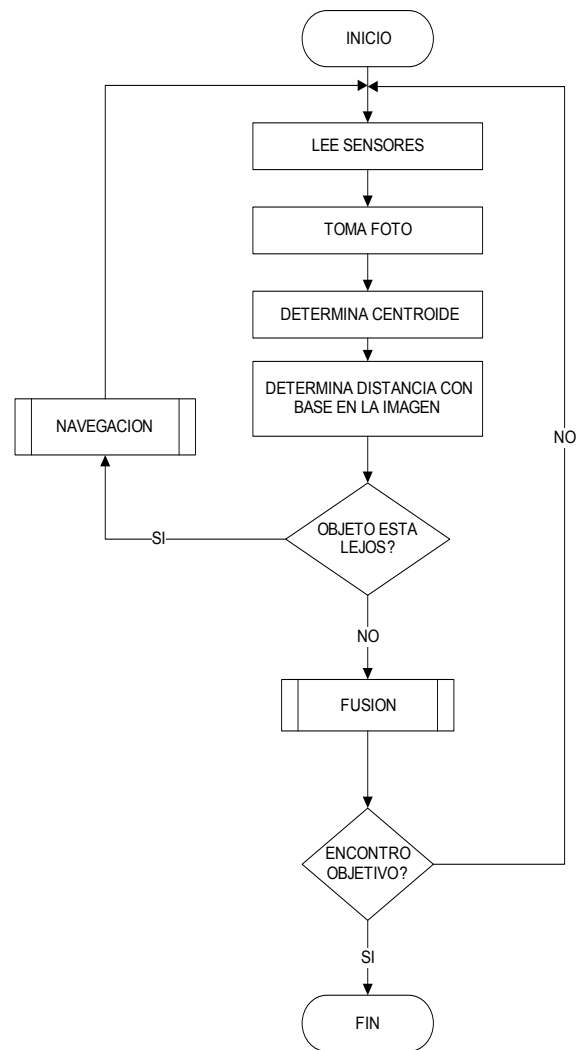 INICIO
LEE SENSORES
TOMA FOTO
DETERMINA CENTROIDE
DETERMINA DISTANCIA CON
BASE EN LA IMAGEN
NAVEGACION
NO
OBJETO ESTA
LEJOS?
SI
NO
FUSION
ENCONTRO
OBJETIVO?
SI
FIN